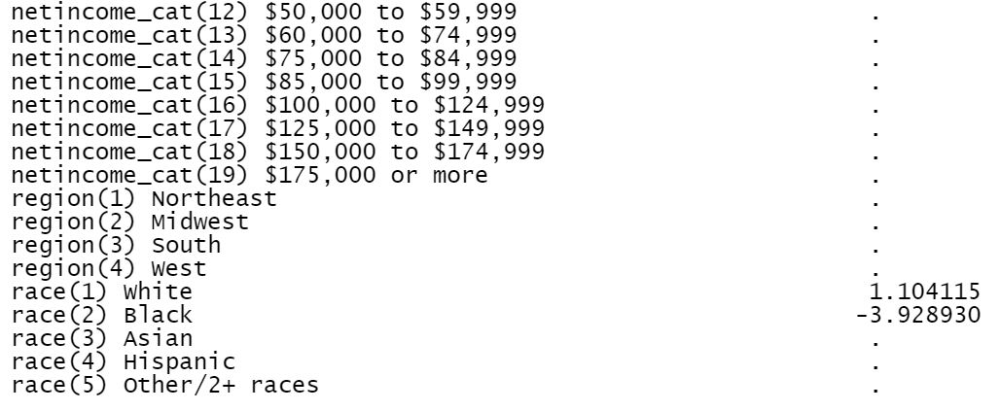 netincome_cat(12) $50,000 to $59,999 .
netincome_cat(13) $60,000 to $74,999 .
netincome_cat(14) $75,000 to $84,999 .
netincome_cat(15) $85,000 to $99,999 .
netincome_cat(16) $100,000 to $124,999 .
netincome_cat(17) $125,000 to $149,999 .
netincome_cat(18) $150,000 to $174,999 .
netincome_cat(19) $175,000 or more .
region(1) Northeast .
region(2) Midwest .
region(3) South .
region(4) West .
race(1) White 1.104115
race(2) Black -3.928930
race(3) Asian .
race(4) Hispanic .
race(5) Other/2+ races .